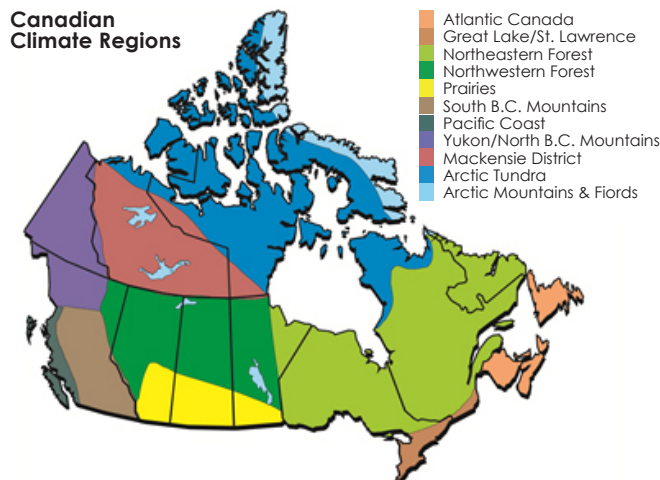 Canadian
Climate Regions
Atlantic Canada
Great Lake/St. Lawrence
Northeastern Forest
Northwestern Forest
Prairies
South B.C. Mountains
Pacific Coast
Yukon/North B.C. Mountains
Mackensie District
Arctic Tundra
Arctic Mountains & Fiords